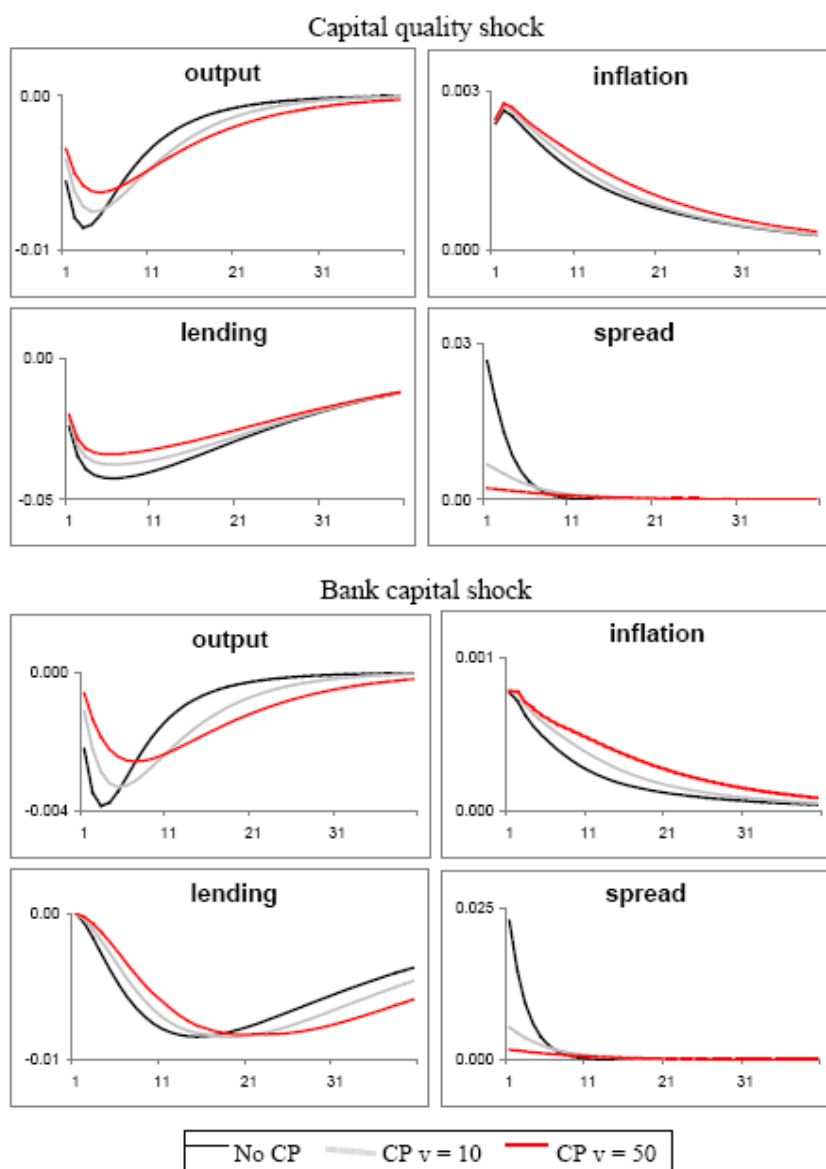 Capital quality shock
output
0.00
-0.01
1 11 21 31
inflation
0.003
0.000
1 11 21 31
lending
0.00
-0.05
1 11 21 31
spread
0.03
0.00
1 11 21 31
Bank capital shock
output
0.000
-0.004
1 11 21 31
inflation
0.001
0.000
1 11 21 31
lending
0.00
-0.01
1 11 21 31
spread
0.025
0.000
1 11 21 31
No CP CP v = 10 CP v = 50